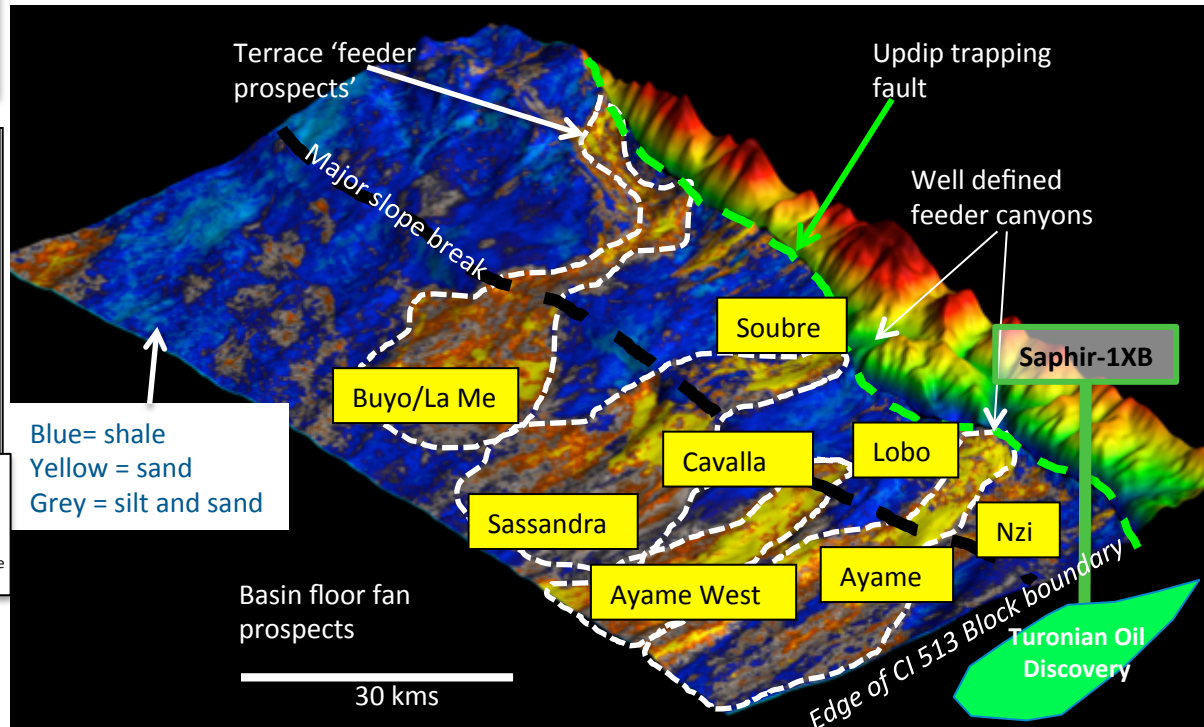 Terrace ‘feeder
prospects’
Updip trapping
fault
Major slope break
Well defined
feeder canyons
Soubre
Saphir-1XB
Buyo/La Me
Blue= shale
Yellow = sand
Grey = silt and sand
Cavalla
Lobo
Sassandra
Nzi
e
Ayame West
Ayame
Basin floor fan
prospects
30 kms
Edge of CI 513 Block boundary
Turonian Oil
Discovery